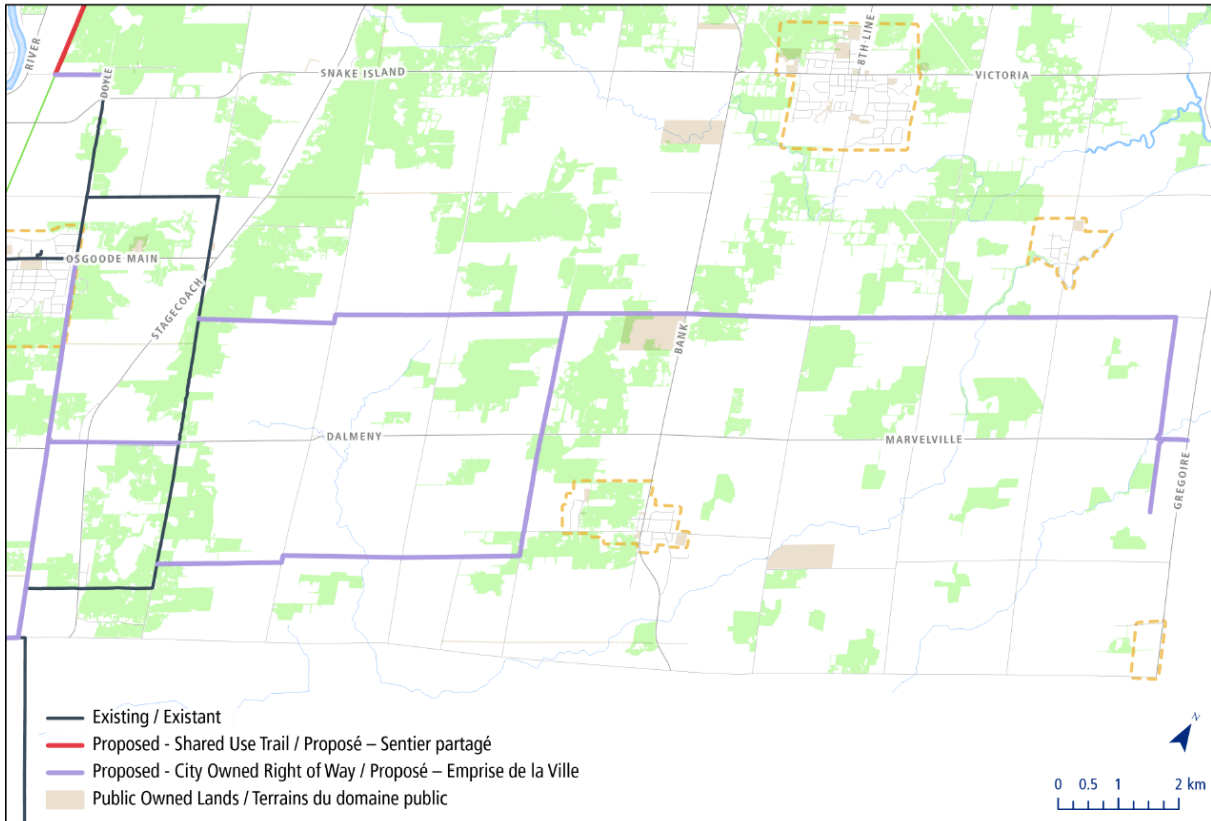 RIVER
DOYLE
SNAKE ISLAND
8TH LINE
VICTORIA
OSGOODE MAIN
STAGECOACH
BANK
DALMENY
MARVELVILLE
GREGOIRE
Existing / Existant
Proposed - Shared Use Trail / Proposé – Sentier partagé
Proposed - City Owned Right of Way / Proposé – Emprise de la Ville
Public Owned Lands / Terrains du domaine public
N
0 0.5 1 2 km